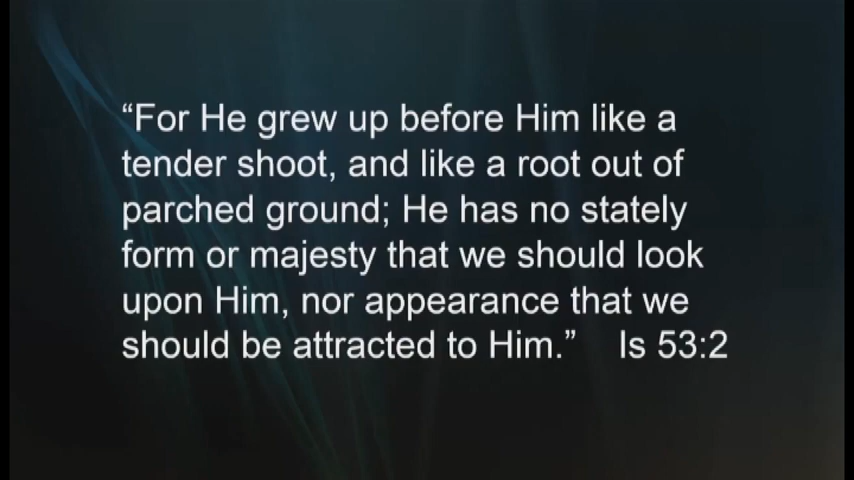 “For He grew up before Him like a
tender shoot, and like a root out of
parched ground; He has no stately
form or majesty that we should look
upon Him, nor appearance that we
should be attracted to Him.” Is 53:2